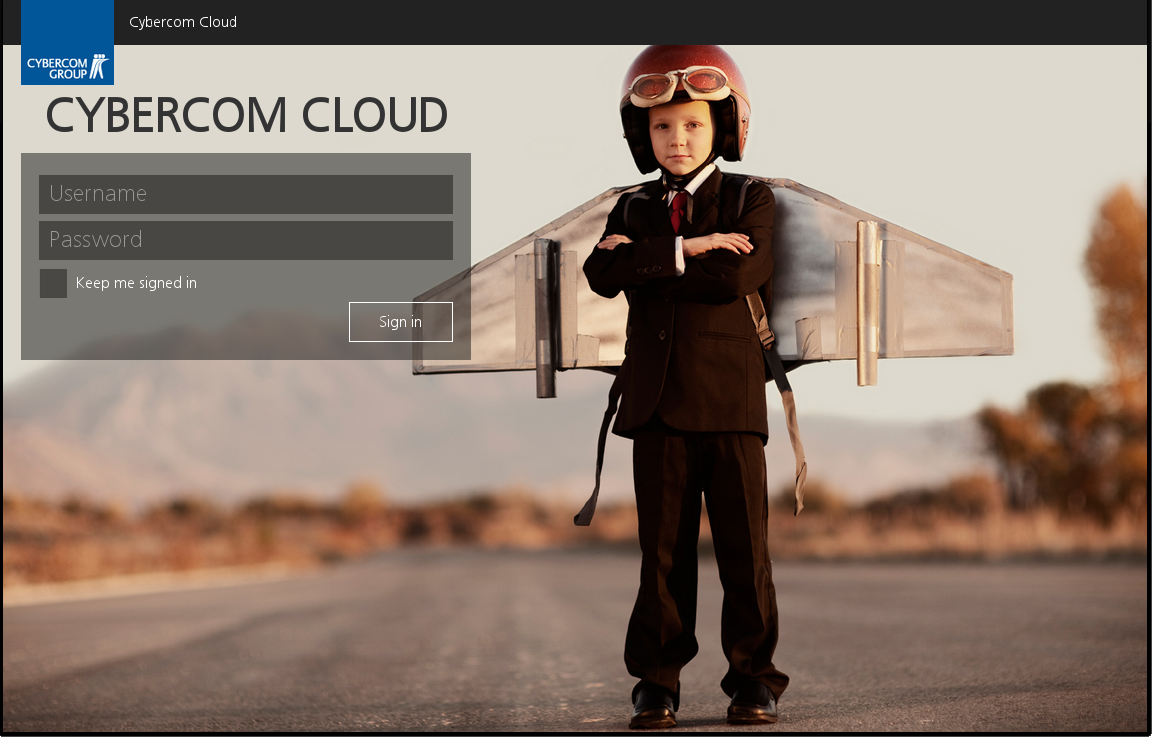 Cybercom Cloud
CYBERCOM
GROUP
CYBERCOM CLOUD
Username
Password
Keep me signed in
Sign in